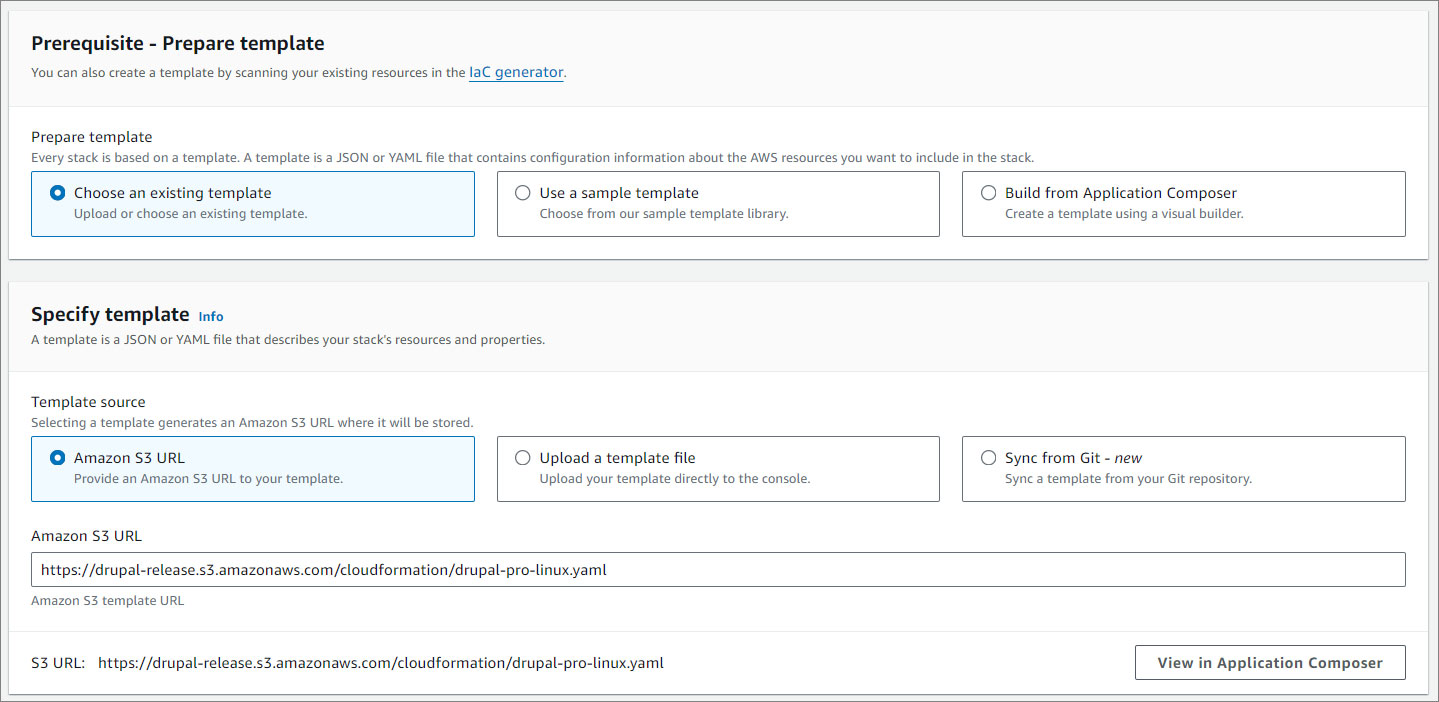 Prerequisite - Prepare template
You can also create a template by scanning your existing resources in the IaC generator.
Prepare template
Every stack is based on a template. A template is a JSON or YAML file that contains configuration information about the AWS resources you want to include in the stack.
Choose an existing template
Upload or choose an existing template.
Use a sample template
Choose from our sample template library.
Build from Application Composer
Create a template using a visual builder.
Specify template Info
A template is a JSON or YAML file that describes your stack's resources and properties.
Template source
Selecting a template generates an Amazon S3 URL where it will be stored.
Amazon S3 URL
Provide an Amazon S3 URL to your template.
Upload a template file
Upload your template directly to the console.
Sync from Git - new
Sync a template from your Git repository.
Amazon S3 URL
https://drupal-release.s3.amazonaws.com/cloudformation/drupal-pro-linux.yaml
Amazon S3 template URL
S3 URL: https://drupal-release.s3.amazonaws.com/cloudformation/drupal-pro-linux.yaml
View in Application Composer